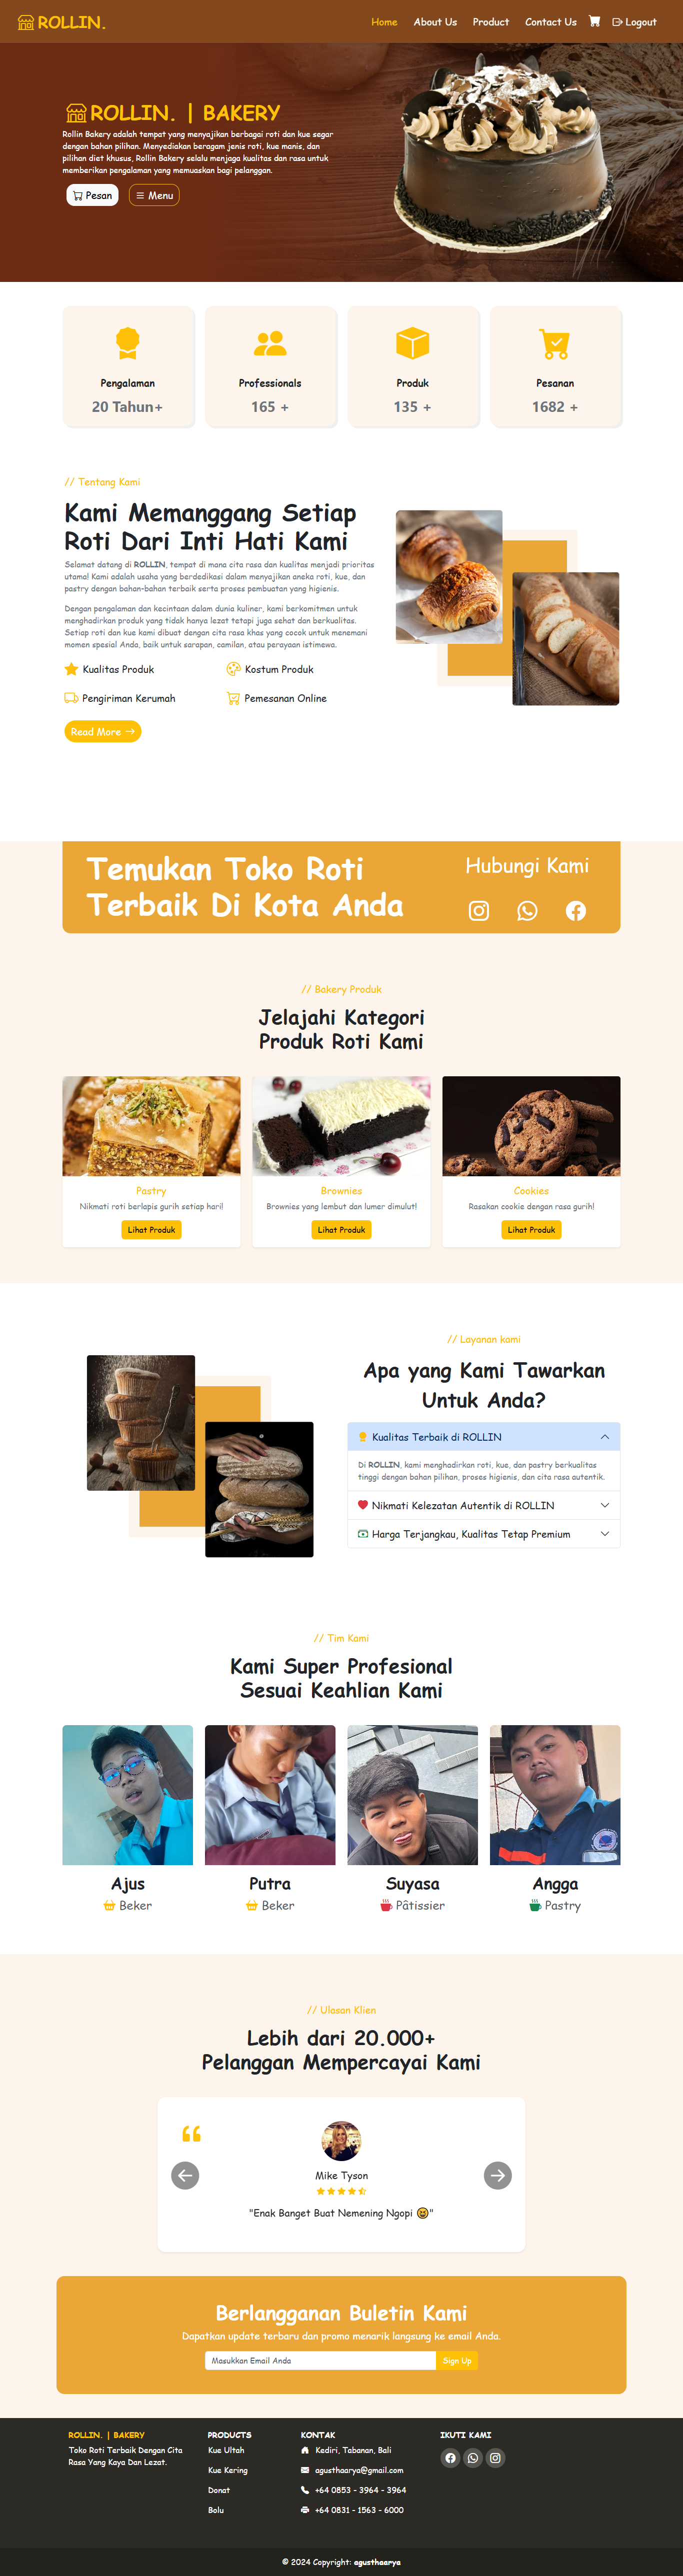 ROLLIN.
Home About Us Product Contact Us Logout
ROLLIN. | BAKERY
Rollin Bakery adalah tempat yang menyajikan berbagai roti dan kue segar
dengan bahan pilihan. Menyediakan beragam jenis roti, kue manis, dan
pilihan diet khusus, Rollin Bakery selalu menjaga kualitas dan rasa untuk
memberikan pengalaman yang memuaskan bagi pelanggan.
Pesan Menu
Pengalaman
20 Tahun+
Professionals
165 +
Produk
135 +
Pesanan
1682 +
// Tentang Kami
Kami Memanggang Setiap
Roti Dari Inti Hati Kami
Selamat datang di ROLLIN, tempat di mana cita rasa dan kualitas menjadi prioritas
utama! Kami adalah usaha yang berdedikasi dalam menyajikan aneka roti, kue, dan
pastry dengan bahan-bahan terbaik serta proses pembuatan yang higienis.
Dengan pengalaman dan kecintaan dalam dunia kuliner, kami berkomitmen untuk
menghadirkan produk yang tidak hanya lezat tetapi juga sehat dan berkualitas.
Setiap roti dan kue kami dibuat dengan cita rasa khas yang cocok untuk menemani
momen spesial Anda, baik untuk sarapan, camilan, atau perayaan istimewa.
Kualitas Produk Kostum Produk
Pengiriman Kerumah Pemesanan Online
Read More
Temukan Toko Roti
Terbaik Di Kota Anda
Hubungi Kami
// Bakery Produk
Jelajahi Kategori
Produk Roti Kami
Pastry
Nikmati roti berlapis gurih setiap hari!
Lihat Produk
Brownies
Brownies yang lembut dan lumer dimulut!
Lihat Produk
Cookies
Rasakan cookie dengan rasa gurih!
Lihat Produk
// Layanan kami
Apa yang Kami Tawarkan
Untuk Anda?
Kualitas Terbaik di ROLLIN
Di ROLLIN, kami menghadirkan roti, kue, dan pastry berkualitas
tinggi dengan bahan pilihan, proses higienis, dan cita rasa autentik.
Nikmati Kelezatan Autentik di ROLLIN
Harga Terjangkau, Kualitas Tetap Premium
// Tim Kami
Kami Super Profesional
Sesuai Keahlian Kami
Ajus
Beker
Putra
Beker
Suyasa
Pâtissier
Angga
Pastry
// Ulasan Klien
Lebih dari 20.000+
Pelanggan Mempercayai Kami
Mike Tyson
"Enak Banget Buat Nemening Ngopi 😆"
Berlangganan Buletin Kami
Dapatkan update terbaru dan promo menarik langsung ke email Anda.
Masukkan Email Anda Sign Up
ROLLIN. | BAKERY
Toko Roti Terbaik Dengan Cita
Rasa Yang Kaya Dan Lezat.
PRODUCTS
Kue Ultah
Kue Kering
Donat
Bolu
KONTAK
Kediri, Tabanan, Bali
agusthaarya@gmail.com
+64 0853 - 3964 - 3964
+64 0831 - 1563 - 6000
IKUTI KAMI
© 2024 Copyright: agusthaarya